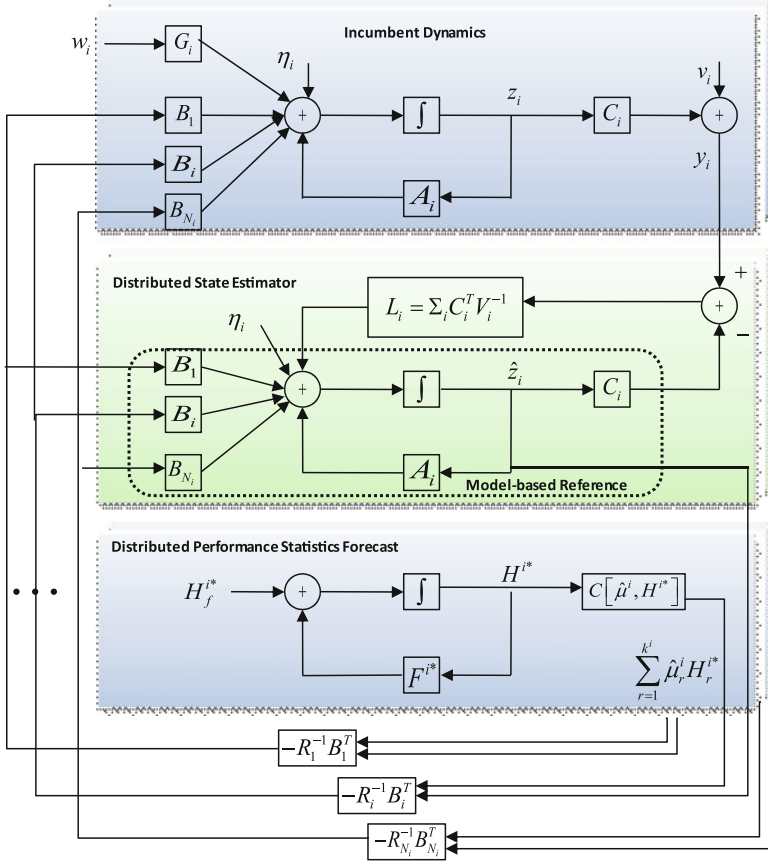 Incumbent Dynamics
w_i
G_i
η_i
v_i
B_1
+
∫
z_i
C_i
+
B_i
y_i
B_{N_i}
A_i
+
Distributed State Estimator
L_i = Σ_i C_i^T V_i^{-1}
+
η_i
−
B_1
+
∫
ẑ_i
C_i
B_i
B_{N_i}
A_i
Model-based Reference
Distributed Performance Statistics Forecast
H_f^{i*}
+
∫
H^{i*}
C[μ̂^i, H^{i*}]
• • •
F^{i*}
\sum_{r=1}^{k^i} μ̂_r^i H_r^{i*}
−R_1^{-1} B_1^T
−R_i^{-1} B_i^T
−R_{N_i}^{-1} B_{N_i}^T